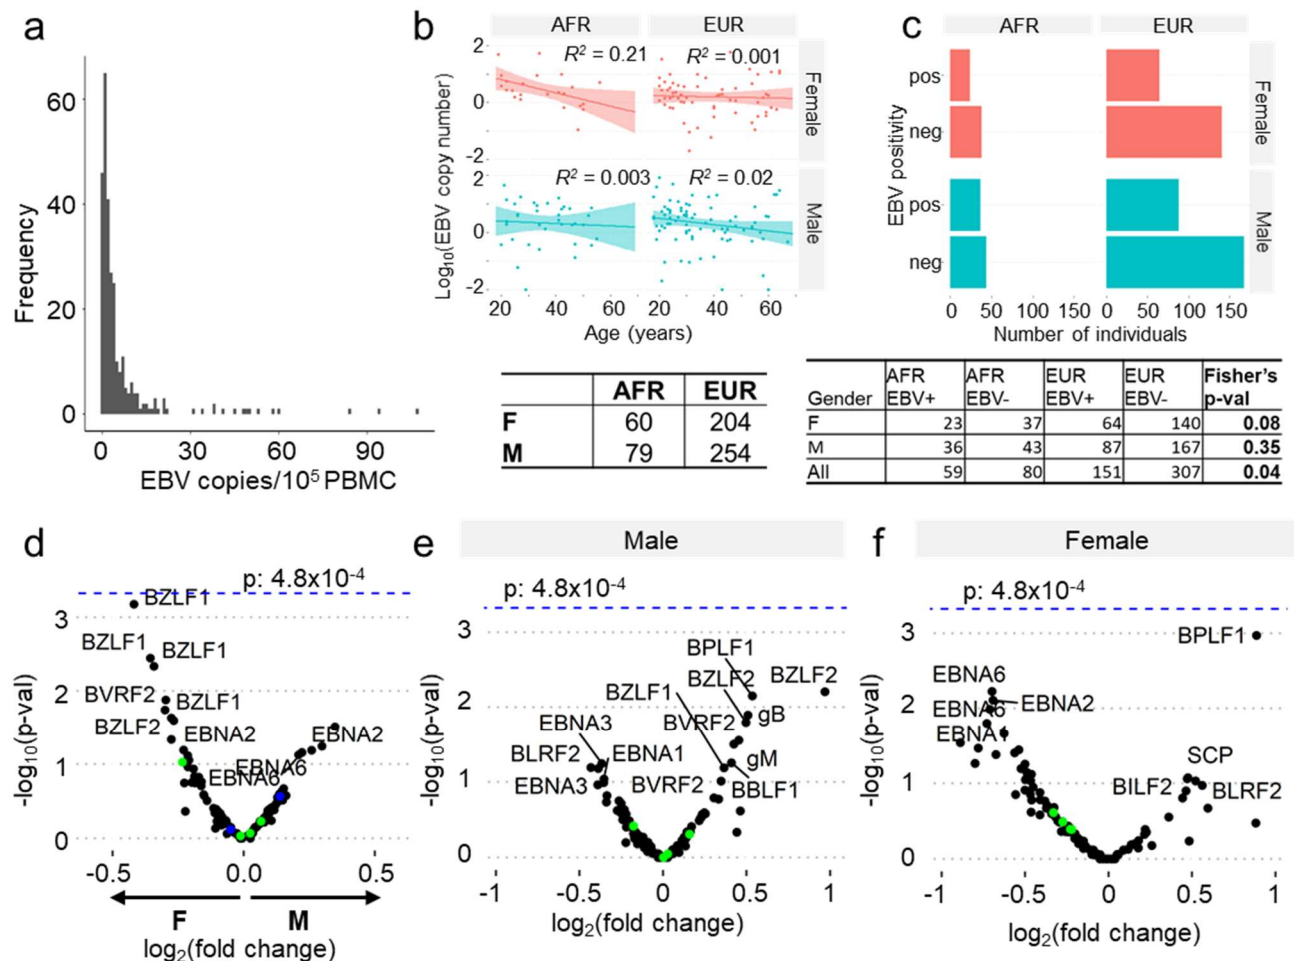 a
60
40
20
0
Frequency
0 30 60 90
EBV copies/10⁵ PBMC
b
AFR EUR
R² = 0.21
R² = 0.001
2
0
-2
Female
R² = 0.003
R² = 0.02
2
0
-2
Male
Log₁₀(EBV copy number)
20 40 60 20 40 60
Age (years)
AFR EUR
F 60 204
M 79 254
c
AFR EUR
pos
neg
Female
pos
neg
Male
EBV positivity
0 50 100 150 0 50 100 150
Number of individuals
Gender AFR EBV+ AFR EBV- EUR EBV+ EUR EBV- Fisher's p-val
F 23 37 64 140 0.08
M 36 43 87 167 0.35
All 59 80 151 307 0.04
d
p: 4.8x10⁻⁴
BZLF1
3
BZLF1
BZLF1
2
BVRF2
BZLF1
BZLF2
EBNA2
EBNA2
1
EBNA6
EBNA6
0
-log₁₀(p-val)
-0.5 0.0 0.5
F M
log₂(fold change)
e
Male
p: 4.8x10⁻⁴
3
BPLF1
BZLF2
BZLF2
BZLF1
2
gB
BVRF2
EBNA3
BLRF2
EBNA1
gM
1
EBNA3
BVRF2
BBLF1
0
-1 -0.5 0 0.5 1
log₂(fold change)
f
Female
p: 4.8x10⁻⁴
3
BPLF1
EBNA6
2
EBNA2
EBNA6
EBNA1
SCP
1
BILF2
BLRF2
0
-log₁₀(p-val)
-1 -0.5 0 0.5 1
log₂(fold change)